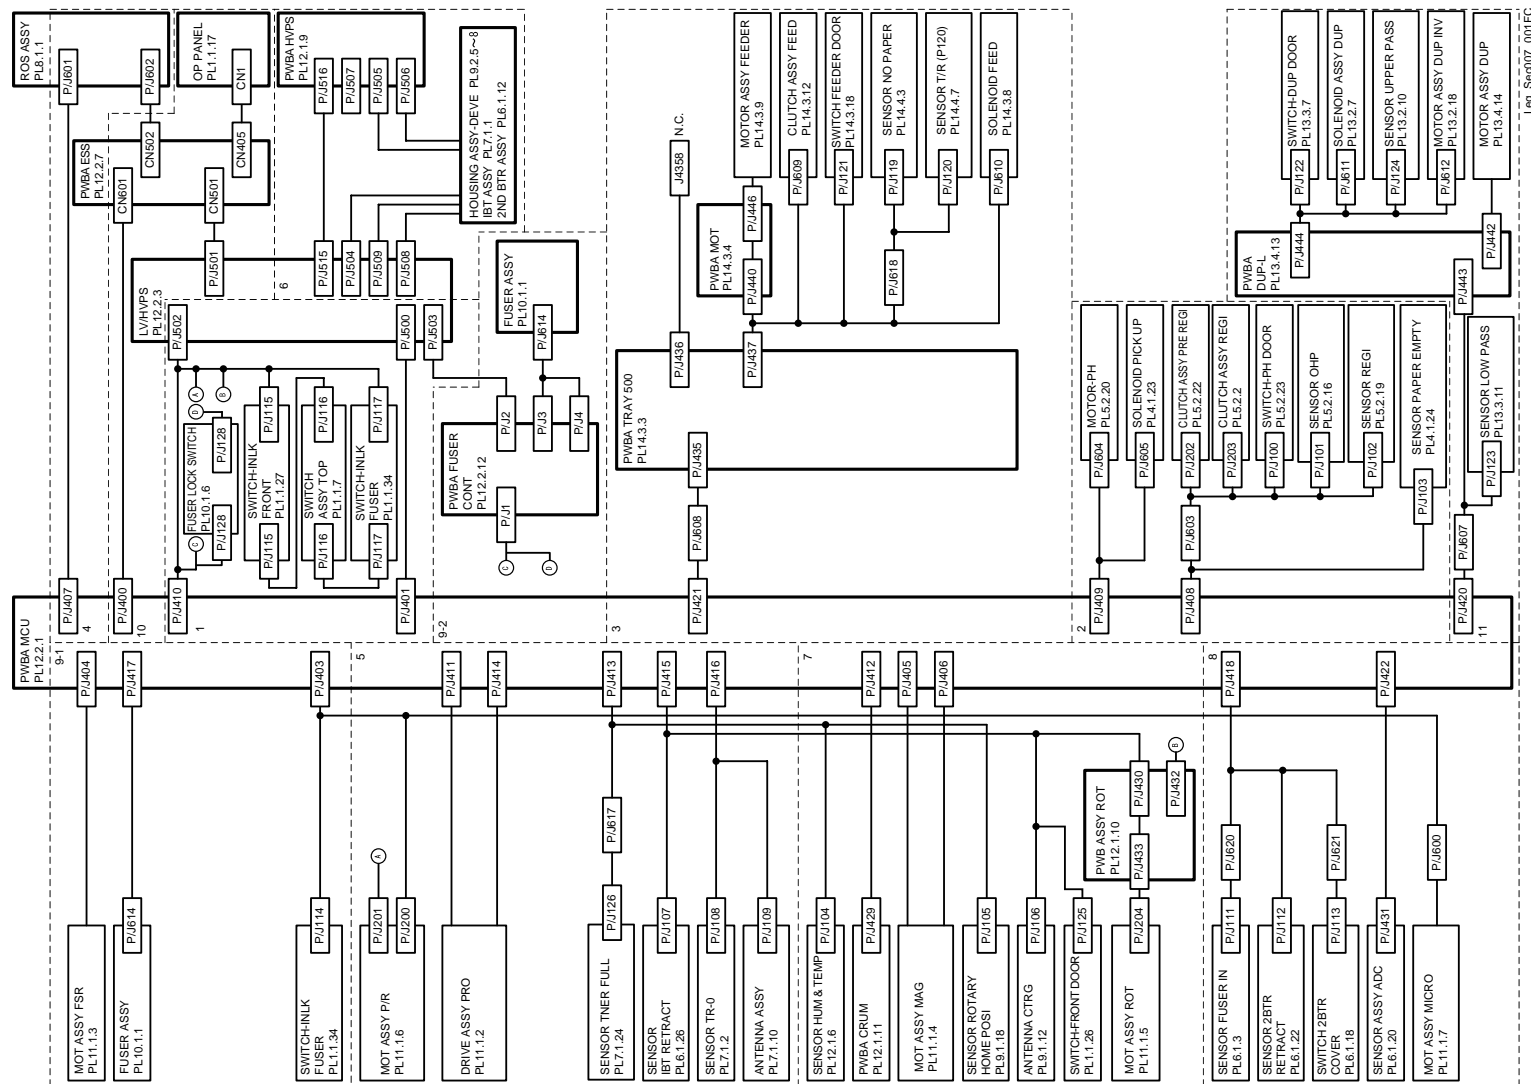 ROS ASSY
PL8.1.1
P/J601
P/J602
OP PANEL
PL1.1.17
CN1
PWBA HVPS
PL12.1.9
P/J516
P/J507
P/J505
P/J506
PWBA ESS
PL12.2.7
CN601
CN502
CN501
CN405
HOUSING ASSY-DEVE PL9.2.5~8
IBT ASSY PL7.1.1
2ND BTR ASSY PL6.1.12
LV/HVPS
PL12.2.3
P/J502
P/J501
6
P/J515
P/J504
P/J509
P/J508
P/J500
P/J503
FUSER LOCK SWITCH
PL10.1.6
P/J128
P/J128
C
D
A
B
SWITCH-INLK
FRONT
PL1.1.27
P/J115
P/J115
SWITCH
ASSY TOP
PL1.1.7
P/J116
P/J116
SWITCH-INLK
FUSER
PL1.1.34
P/J117
P/J117
FUSER ASSY
PL10.1.1
P/J614
PWBA FUSER
CONT
PL12.2.12
P/J1
P/J2
P/J3
P/J4
C
D
PWBA MCU
PL12.2.1
P/J407
4
P/J400
10
P/J410
1
P/J401
9-2
3
P/J421
2
P/J409
P/J408
11
P/J420
MOTOR ASSY FEEDER
PL14.3.9
CLUTCH ASSY FEED
PL14.3.12
SWITCH FEEDER DOOR
PL14.3.18
SENSOR NO PAPER
PL14.4.3
SENSOR T/R (P120)
PL14.4.7
SOLENOID FEED
PL14.3.8
J4358
N.C.
PWBA MOT
PL14.3.4
P/J446
P/J440
P/J609
P/J121
P/J119
P/J120
P/J610
P/J618
P/J436
P/J437
PWBA TRAY 500
PL14.3.3
P/J435
P/J608
MOTOR-PH
PL5.2.20
P/J604
SOLENOID PICK UP
PL4.1.23
P/J605
CLUTCH ASSY PRE REGI
PL5.2.22
P/J202
CLUTCH ASSY REGI
PL5.2.2
P/J203
SWITCH-PH DOOR
PL5.2.23
P/J100
SENSOR OHP
PL5.2.16
P/J101
SENSOR REGI
PL5.2.19
P/J102
SENSOR PAPER EMPTY
PL4.1.24
P/J103
P/J603
SENSOR LOW PASS
PL13.3.11
P/J123
P/J607
SWITCH-DUP DOOR
PL13.3.7
P/J122
SOLENOID ASSY DUP
PL13.2.7
P/J611
SENSOR UPPER PASS
PL13.2.10
P/J124
MOTOR ASSY DUP INV
PL13.2.18
P/J612
MOTOR ASSY DUP
PL13.4.14
PWBA
DUP-L
PL13.4.13
P/J444
P/J442
P/J443
9-1
P/J404
P/J417
P/J403
5
P/J411
P/J414
P/J413
P/J415
P/J416
7
P/J412
P/J405
P/J406
8
P/J418
P/J422
MOT ASSY FSR
PL11.1.3
FUSER ASSY
PL10.1.1
P/J614
SWITCH-INLK
FUSER
PL1.1.34
P/J114
MOT ASSY P/R
PL11.1.6
P/J201
P/J200
A
DRIVE ASSY PRO
PL11.1.2
SENSOR TNER FULL
PL7.1.24
P/J126
P/J617
SENSOR
IBT RETRACT
PL6.1.26
P/J107
SENSOR TR-0
PL7.1.2
P/J108
ANTENNA ASSY
PL7.1.10
P/J109
SENSOR HUM & TEMP
PL12.1.6
P/J104
PWBA CRUM
PL12.1.11
P/J429
MOT ASSY MAG
PL11.1.4
SENSOR ROTARY
HOME POSI
PL9.1.18
P/J105
ANTENNA CTRG
PL9.1.12
P/J106
SWITCH-FRONT DOOR
PL1.1.26
P/J125
MOT ASSY ROT
PL11.1.5
P/J204
PWB ASSY ROT
PL12.1.10
P/J433
P/J430
P/J432
B
SENSOR FUSER IN
PL6.1.3
P/J111
P/J620
SENSOR 2BTR
RETRACT
PL6.1.22
P/J112
SWITCH 2BTR
COVER
PL6.1.18
P/J113
P/J621
SENSOR ASSY ADC
PL6.1.20
P/J431
MOT ASSY MICRO
PL11.1.7
P/J600